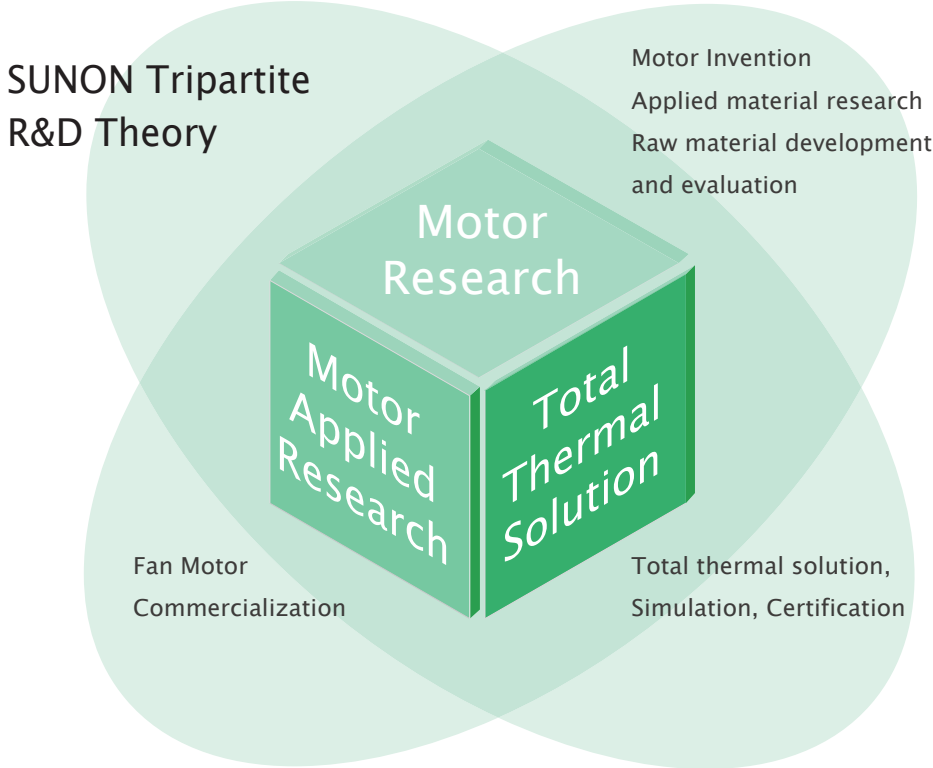 SUNON Tripartite
R&D Theory
Motor Invention
Applied material research
Raw material development
and evaluation
Motor
Research
Motor
Applied
Research
Total
Thermal
Solution
Fan Motor
Commercialization
Total thermal solution,
Simulation, Certification